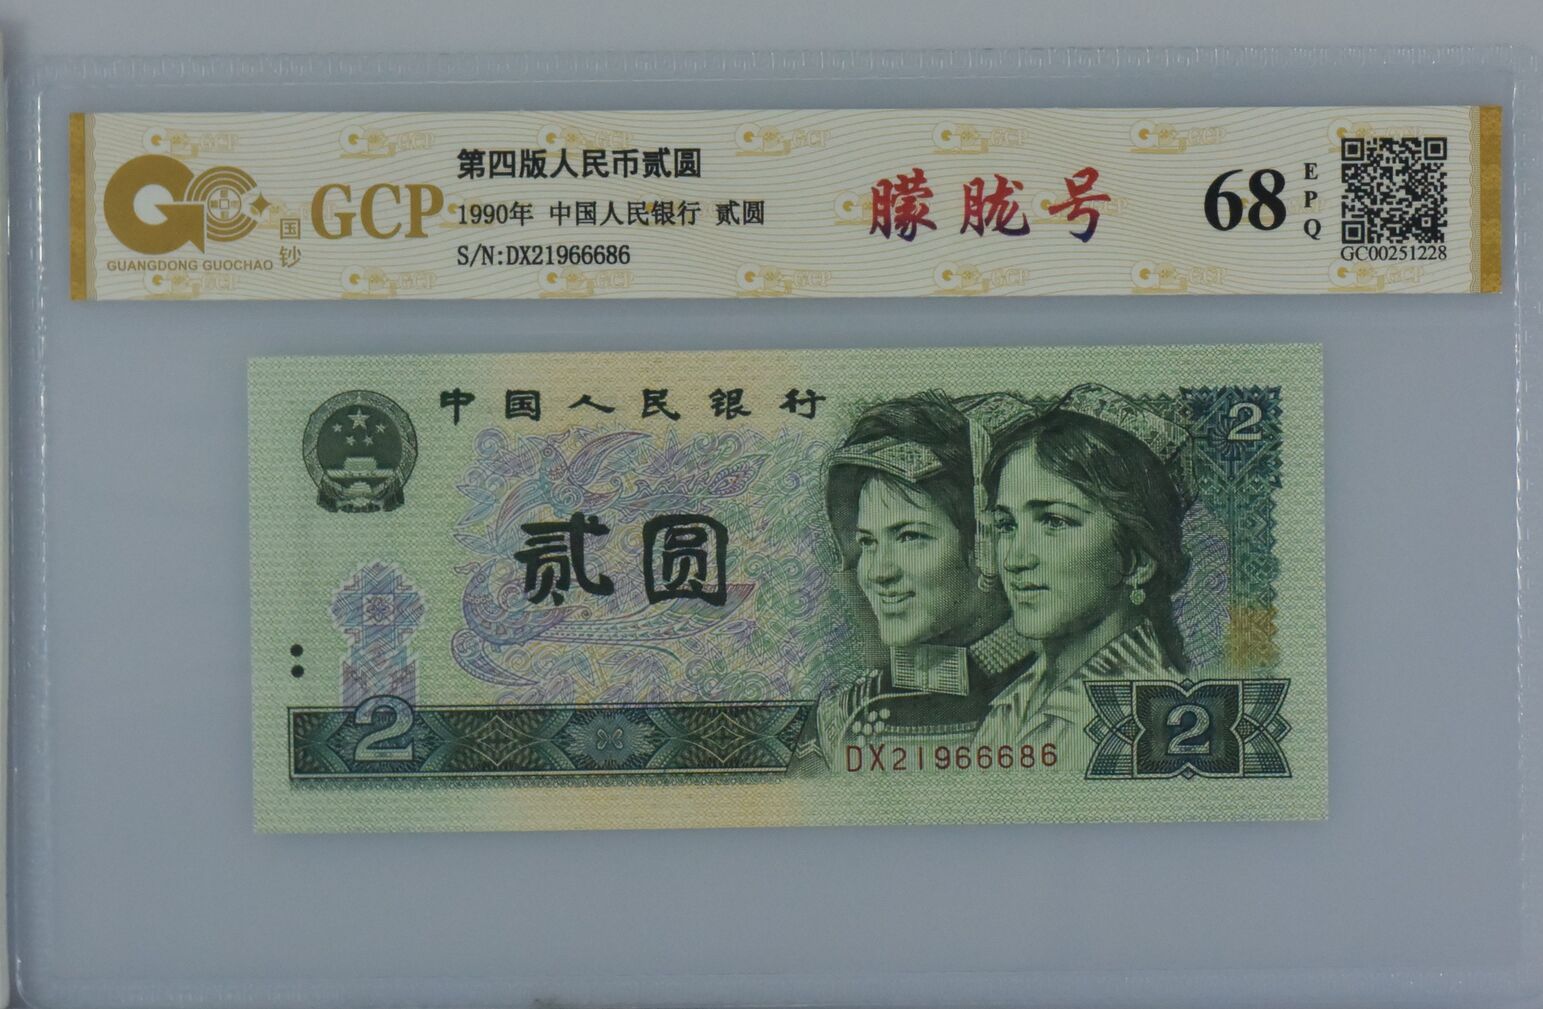 国钞
GCP
GUANGDONG GUOCHAO
第四版人民币贰圆
1990年 中国人民银行 贰圆
S/N:DX21966686
朦胧号
68
EPQ
GC00251228
中国人民银行
2
贰圆
2
DX21966686
2